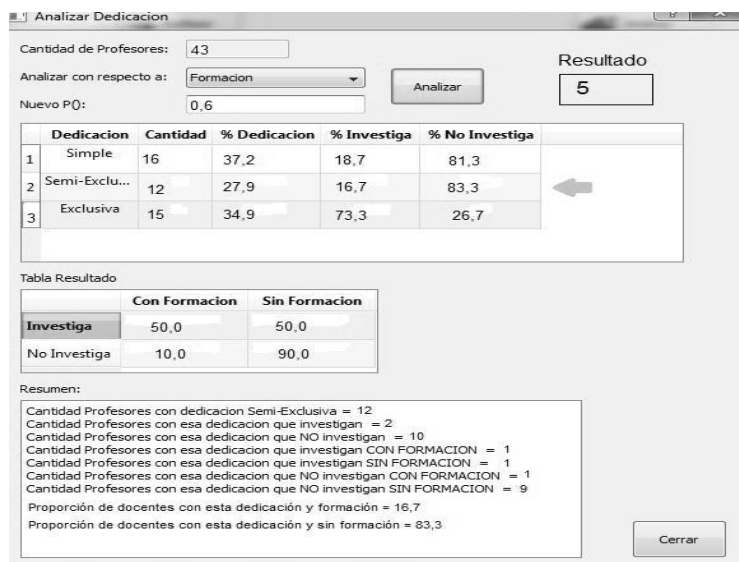 Analizar Dedicacion
Cantidad de Profesores: 43
Resultado
Analizar con respecto a: Formacion
Analizar
5
Nuevo P(): 0,6
Dedicacion Cantidad % Dedicacion % Investiga % No Investiga
1 Simple 16 37,2 18,7 81,3
2 Semi-Exclu... 12 27,9 16,7 83,3
3 Exclusiva 15 34,9 73,3 26,7
Tabla Resultado
Con Formacion Sin Formacion
Investiga 50,0 50,0
No Investiga 10,0 90,0
Resumen:
Cantidad Profesores con dedicacion Semi-Exclusiva = 12
Cantidad Profesores con esa dedicacion que investigan = 2
Cantidad Profesores con esa dedicacion que NO investigan = 10
Cantidad Profesores con esa dedicacion que investigan CON FORMACION = 1
Cantidad Profesores con esa dedicacion que investigan SIN FORMACION = 1
Cantidad Profesores con esa dedicacion que NO investigan CON FORMACION = 1
Cantidad Profesores con esa dedicacion que NO investigan SIN FORMACION = 9
Proporción de docentes con esta dedicación y formación = 16,7
Proporción de docentes con esta dedicación y sin formación = 83,3
Cerrar